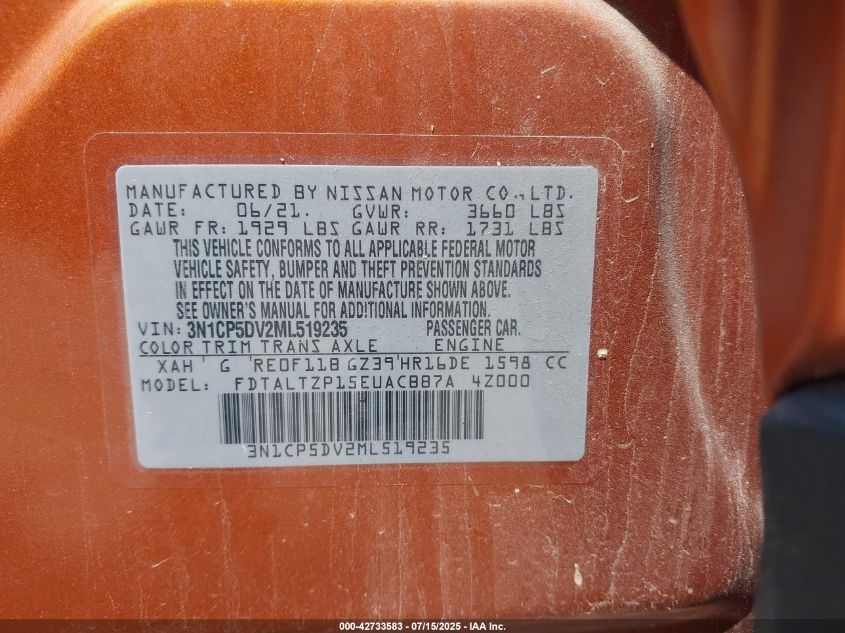 MANUFACTURED BY NISSAN MOTOR CO., LTD.
DATE: 06/21. GVWR: 3660 LBS
GAWR FR: 1929 LBS GAWR RR: 1731 LBS
THIS VEHICLE CONFORMS TO ALL APPLICABLE FEDERAL MOTOR
VEHICLE SAFETY, BUMPER AND THEFT PREVENTION STANDARDS
IN EFFECT ON THE DATE OF MANUFACTURE SHOWN ABOVE.
SEE OWNER'S MANUAL FOR ADDITIONAL INFORMATION
VIN: 3N1CP5DV2ML519235 PASSENGER CAR.
COLOR TRIM TRANS AXLE ENGINE
XAH G RE0F11B GZ39 HR16DE 1598 CC
MODEL: FDTALTZP15EUACBB7A 4Z000
3N1CP5DV2ML519235
000-42733583 / 07/15/2025 - IAA Inc.